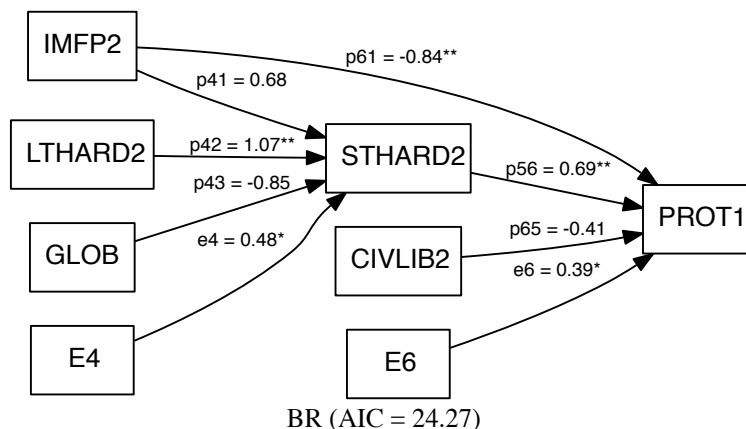 IMFP2
p61 = -0.84**
p41 = 0.68
LTHARD2
p42 = 1.07**
STHARD2
p56 = 0.69**
p43 = -0.85
PROT1
GLOB
e4 = 0.48*
CIVLIB2
p65 = -0.41
e6 = 0.39*
E4
E6
BR (AIC = 24.27)